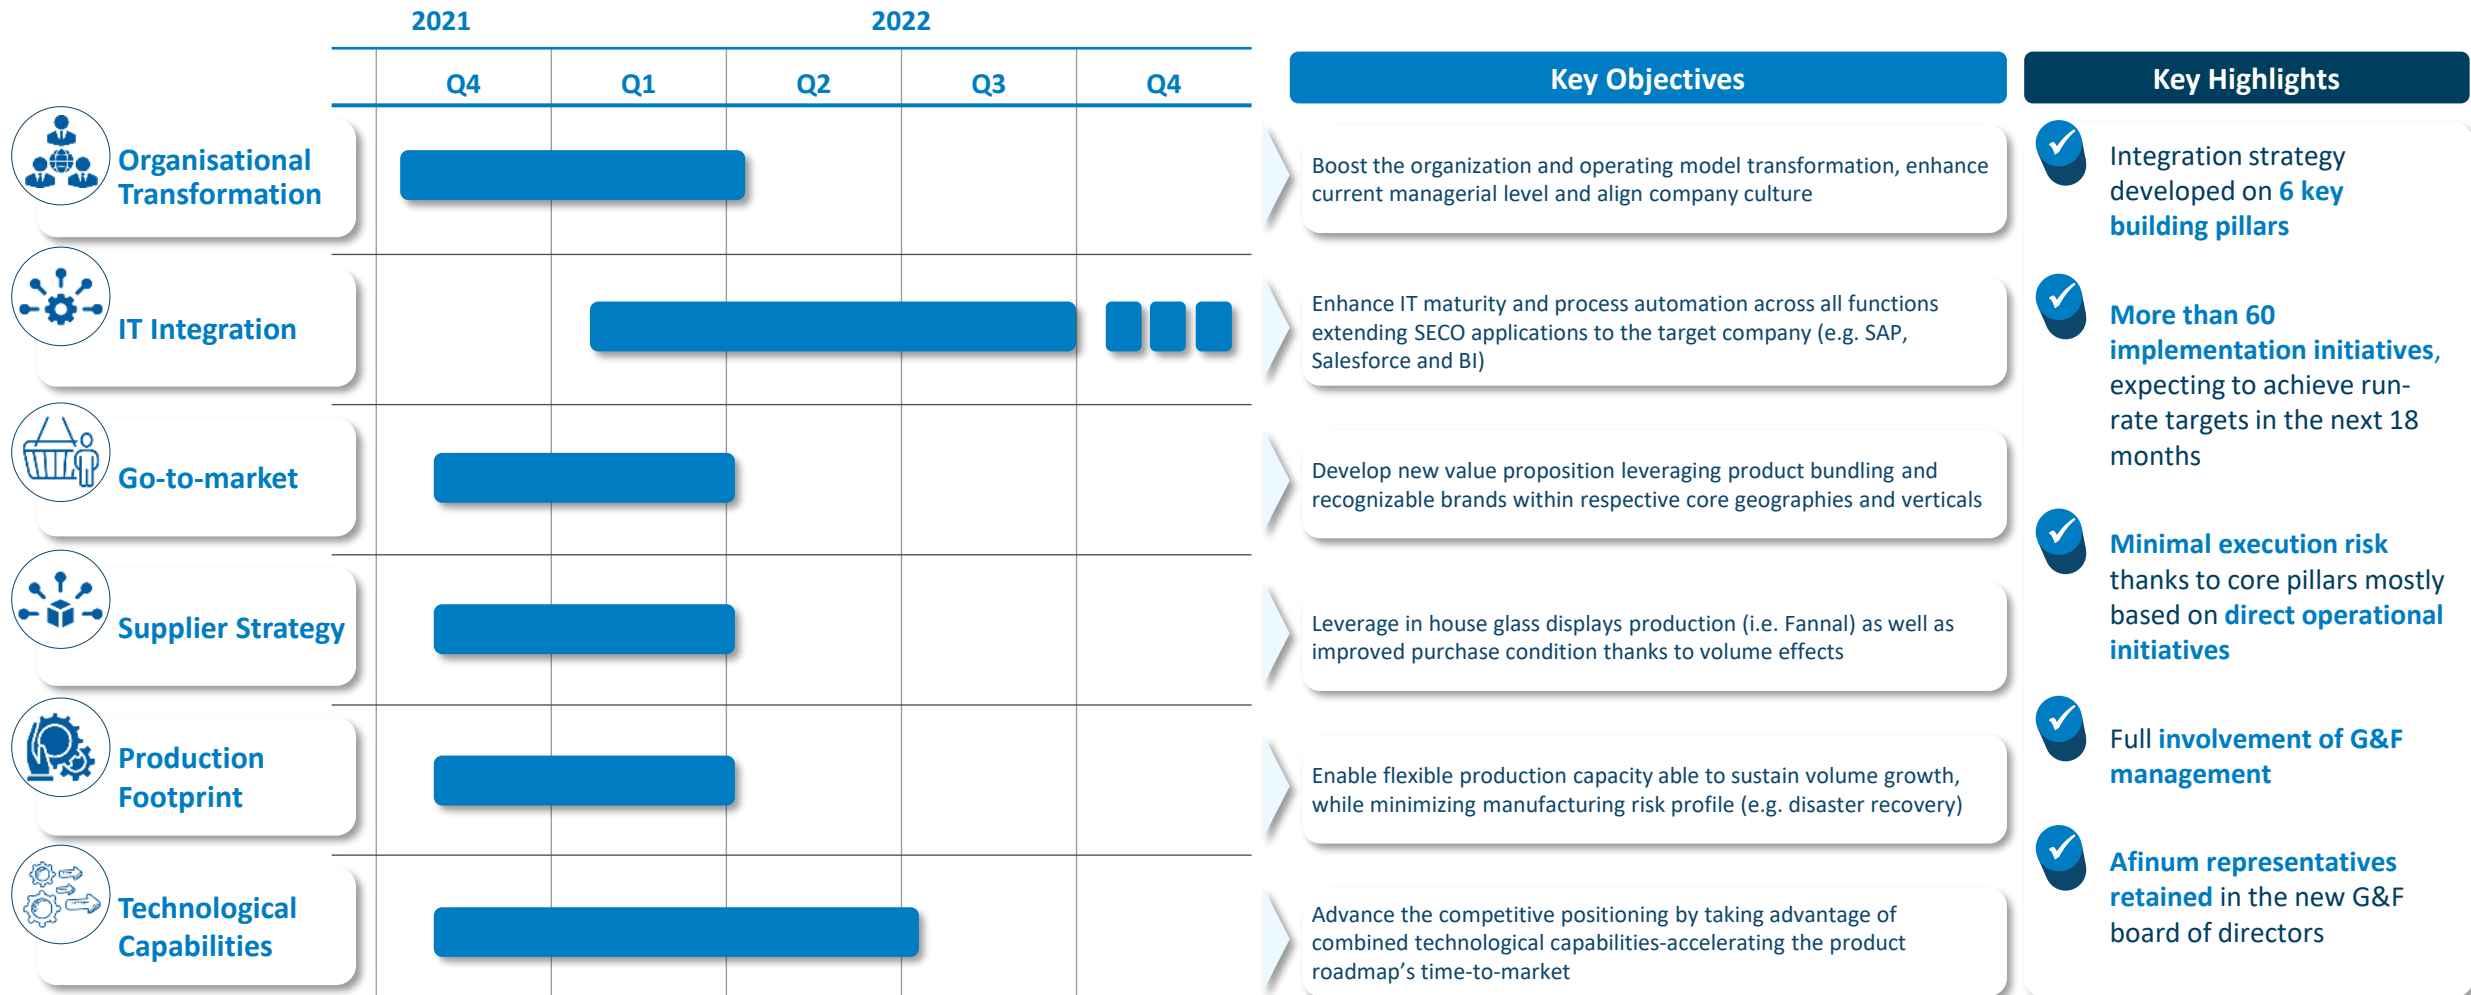 2021
2022
Q4
Q1
Q2
Q3
Q4
Key Objectives
Key Highlights
Organisational
Transformation
Boost the organization and operating model transformation, enhance
current managerial level and align company culture
IT Integration
Enhance IT maturity and process automation across all functions
extending SECO applications to the target company (e.g. SAP,
Salesforce and BI)
Go-to-market
Develop new value proposition leveraging product bundling and
recognizable brands within respective core geographies and verticals
Supplier Strategy
Leverage in house glass displays production (i.e. Fannal) as well as
improved purchase condition thanks to volume effects
Production
Footprint
Enable flexible production capacity able to sustain volume growth,
while minimizing manufacturing risk profile (e.g. disaster recovery)
Technological
Capabilities
Advance the competitive positioning by taking advantage of
combined technological capabilities-accelerating the product
roadmap's time-to-market
Integration strategy
developed on 6 key
building pillars
More than 60
implementation initiatives,
expecting to achieve run-
rate targets in the next 18
months
Minimal execution risk
thanks to core pillars mostly
based on direct operational
initiatives
Full involvement of G&F
management
Afinum representatives
retained in the new G&F
board of directors